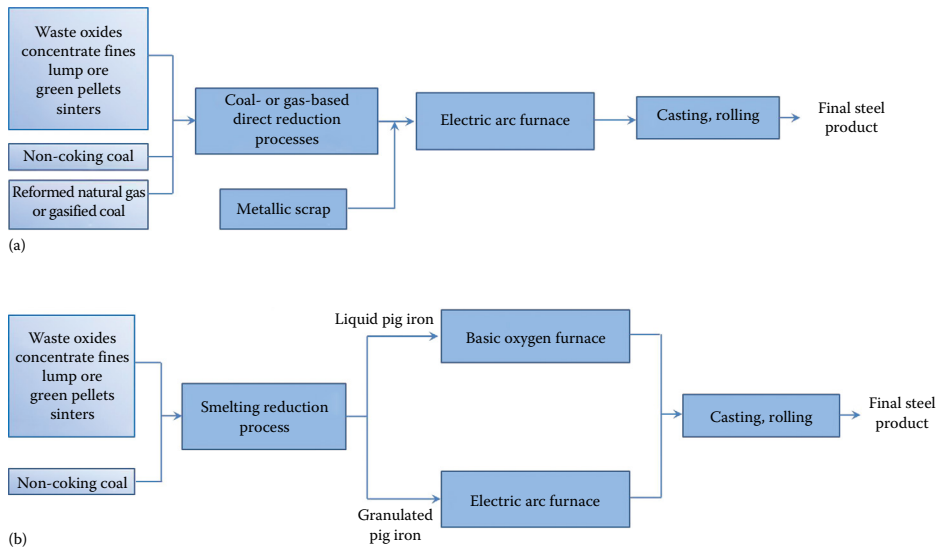 Waste oxides
concentrate fines
lump ore
green pellets
sinters
Non-coking coal
Reformed natural gas
or gasified coal
Coal- or gas-based
direct reduction
processes
Metallic scrap
Electric arc furnace
Casting, rolling
Final steel
product
(a)
Waste oxides
concentrate fines
lump ore
green pellets
sinters
Non-coking coal
Smelting reduction
process
Liquid pig iron
Basic oxygen furnace
Granulated
pig iron
Electric arc furnace
Casting, rolling
Final steel
product
(b)